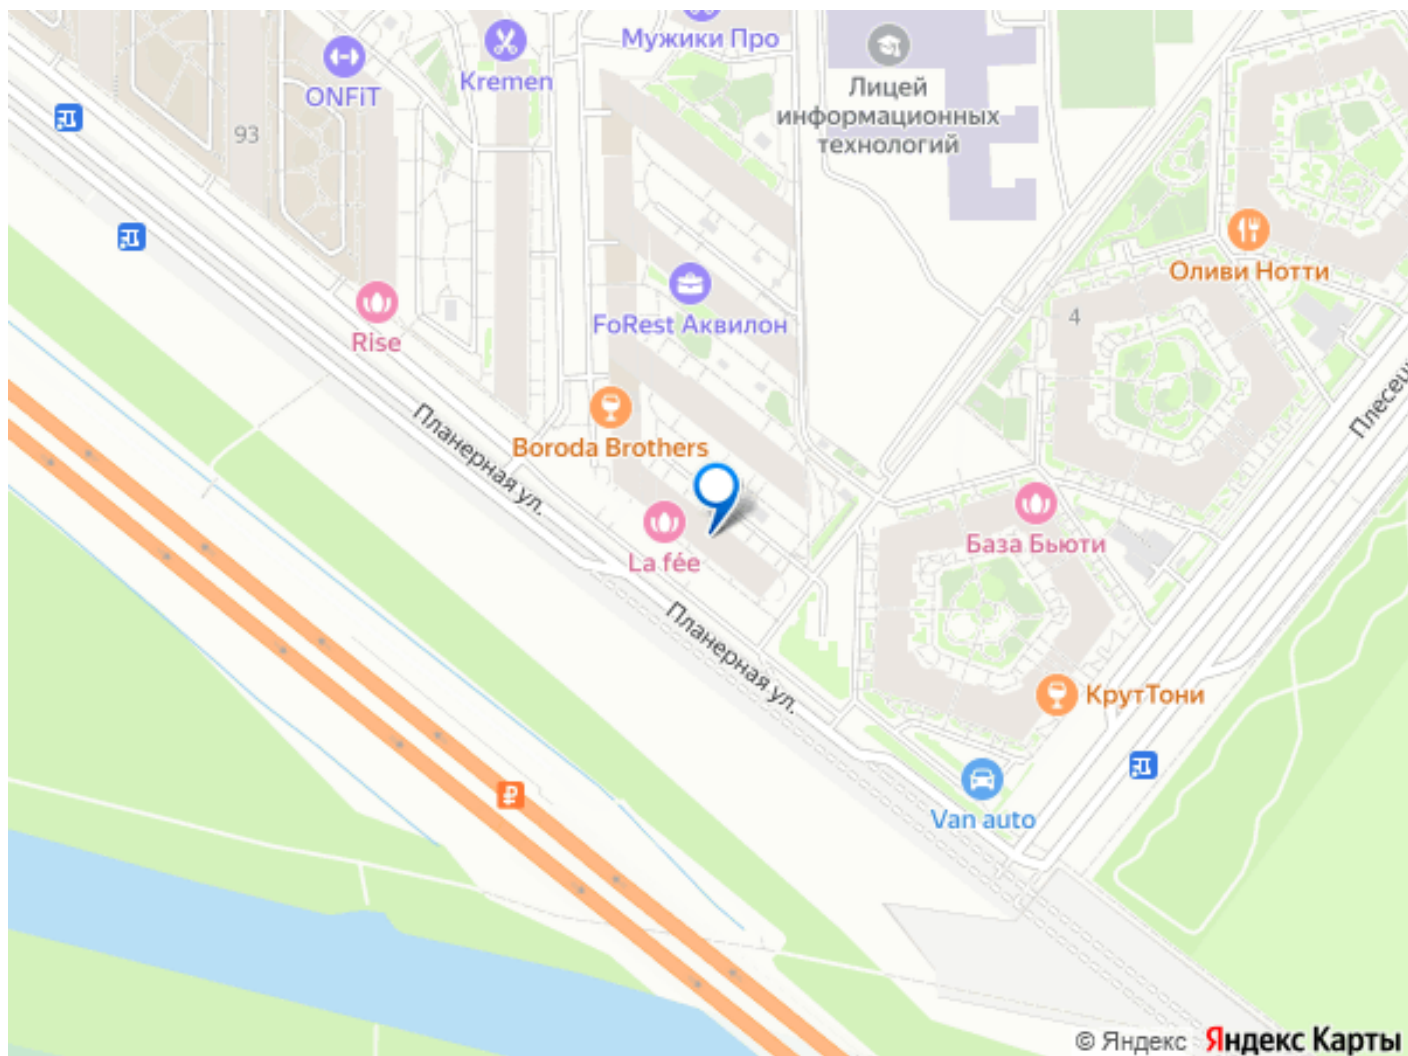 Мужики Про
Kremen
ONFiT
Лицей
информационных
технологий
93
Оливи Нотти
4
FoRest Аквилон
Rise
Планерная ул.
Boroda Brothers
La fée
База Бьюти
Планерная ул.
КрутТони
Van auto
© Яндекс Яндекс Карты